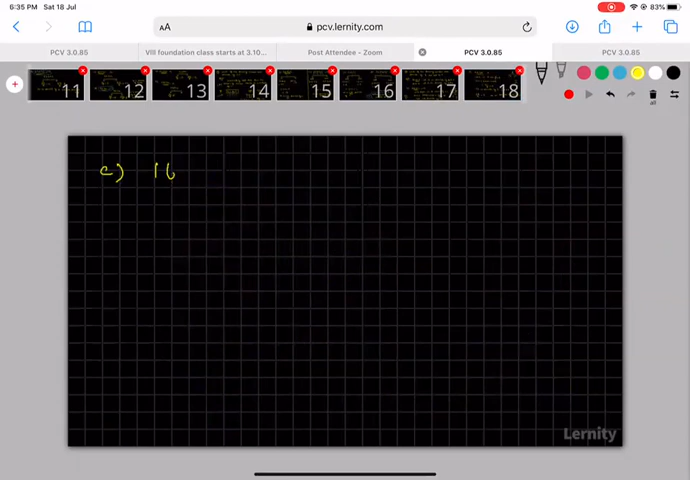 6:35 PM Sat 18 Jul 83%
AA pcv.lernity.com
PCV 3.0.85 VIII foundation class starts at 3.10... Post Attendee - Zoom PCV 3.0.85 PCV 3.0.85
11 12 13 14 15 16 17 18
all
c) 16
Lernity